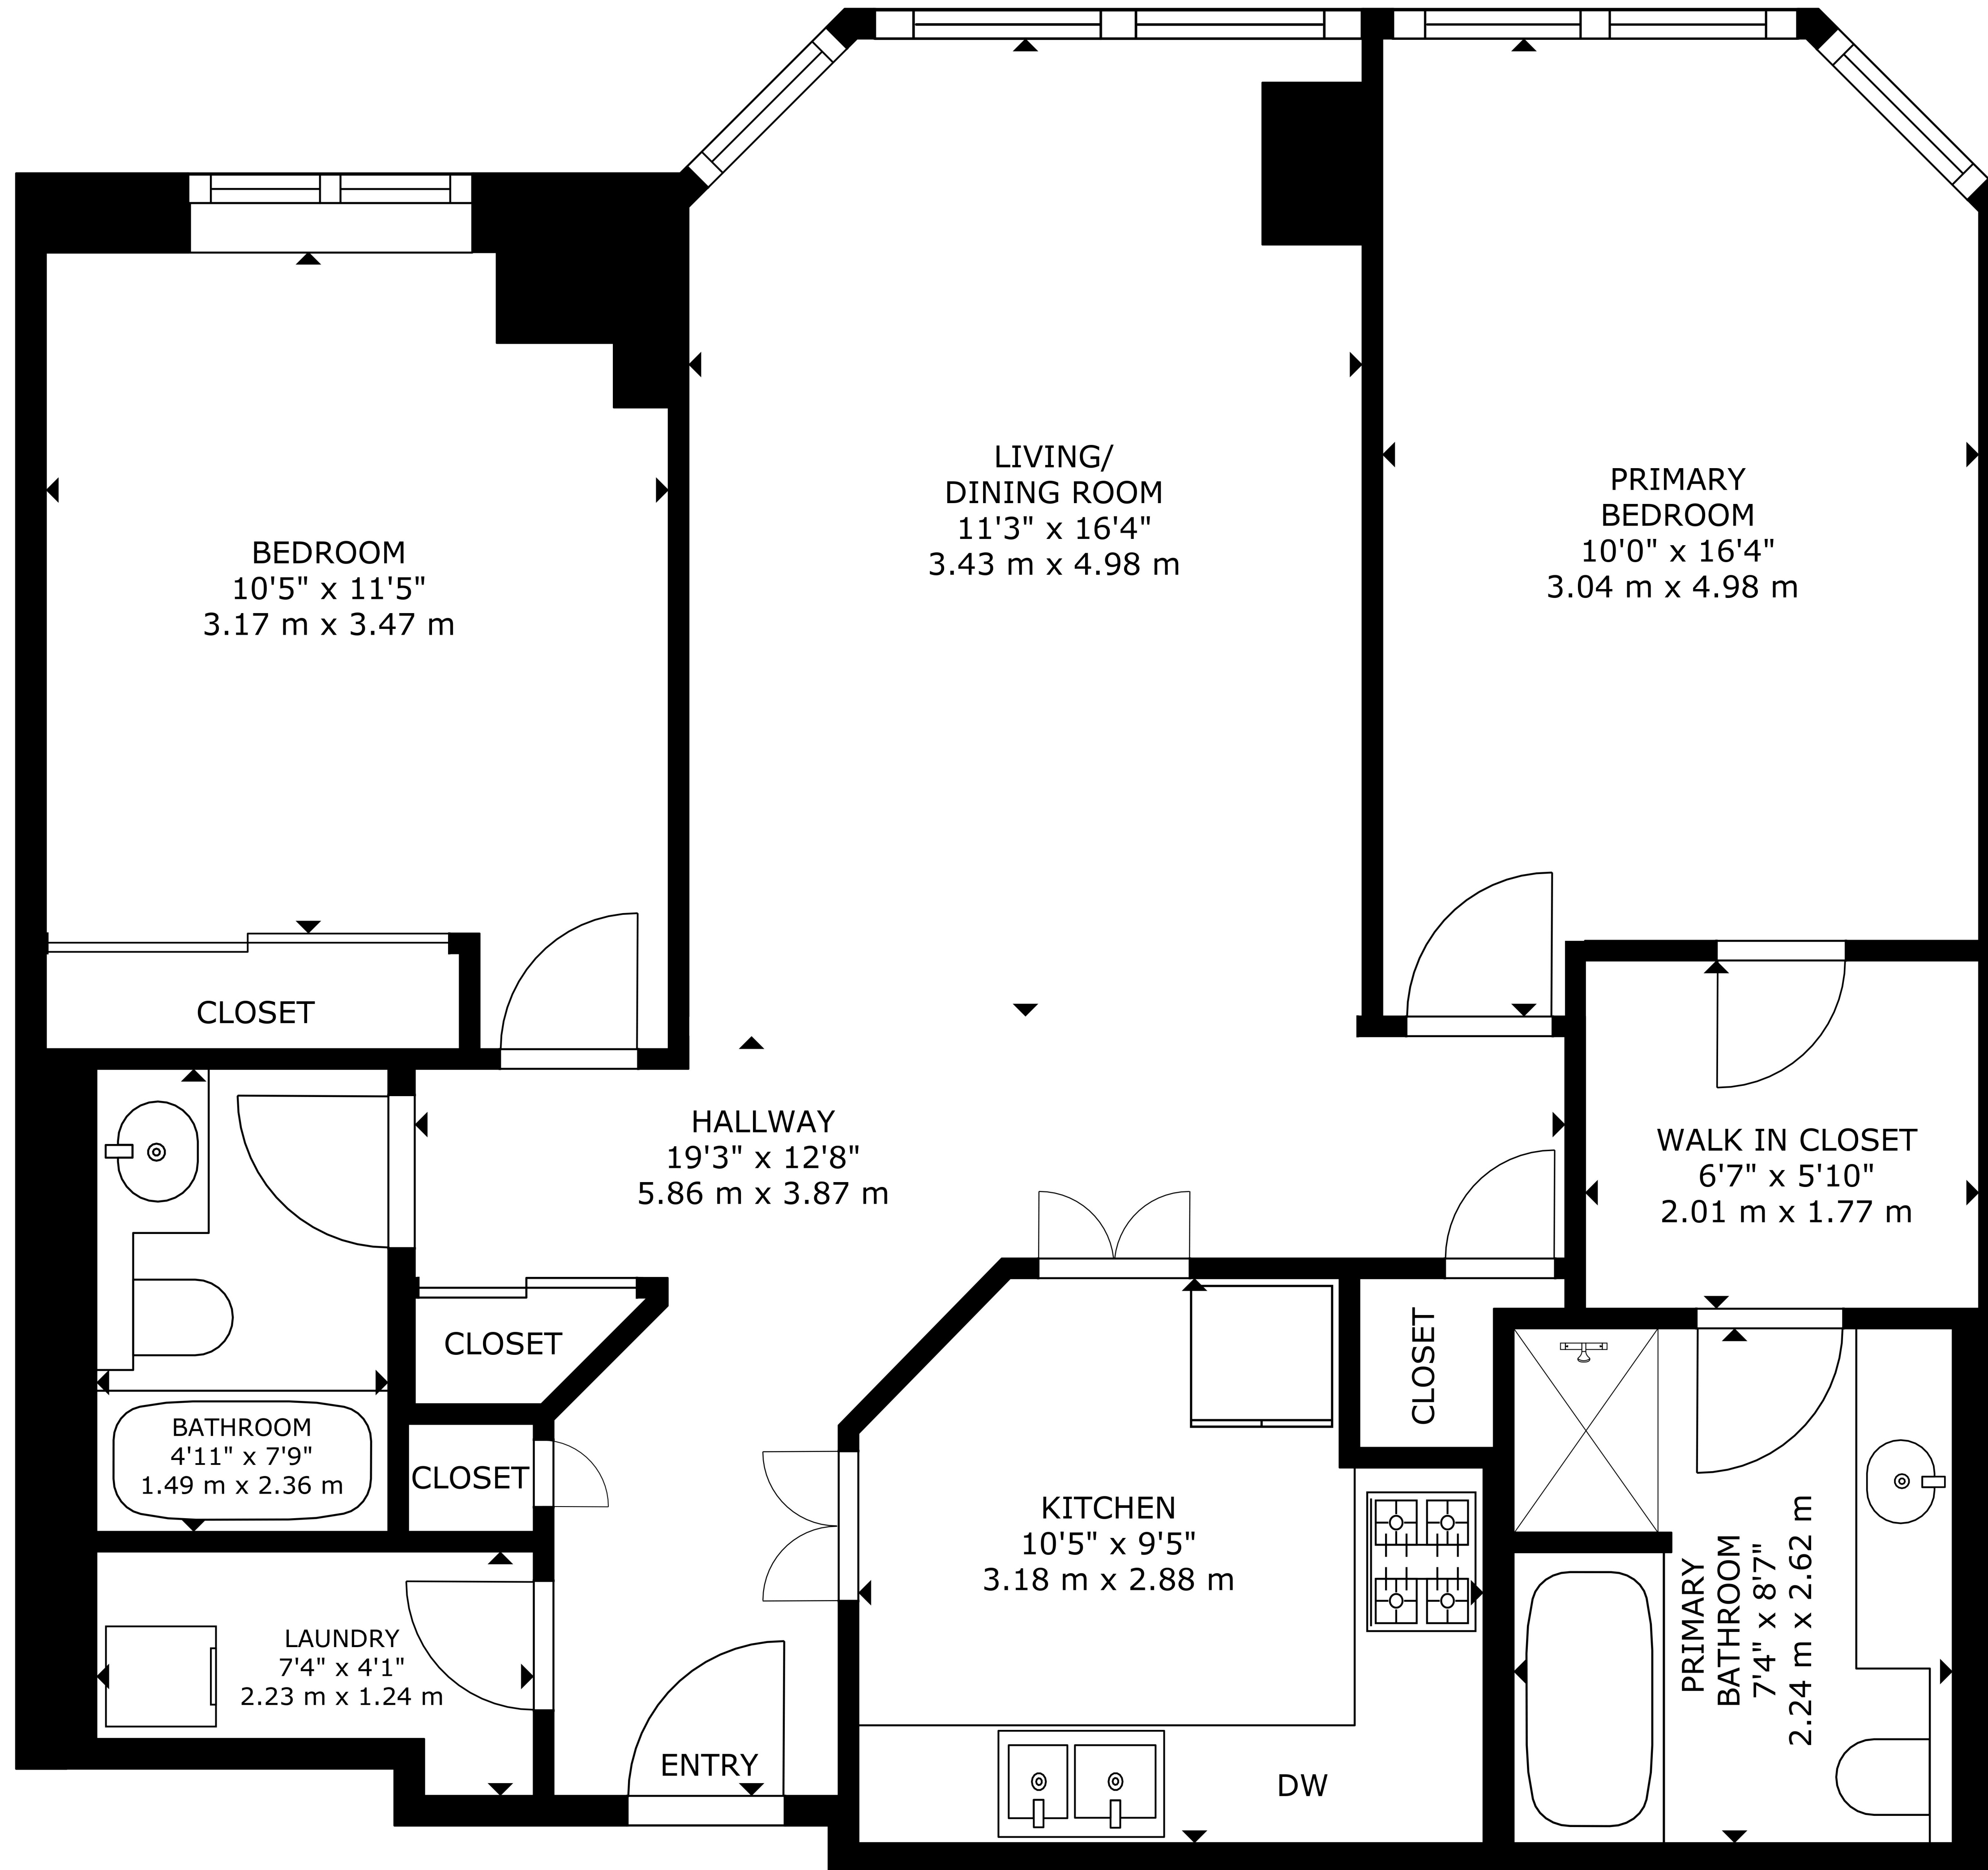 LIVING/
DINING ROOM
11'3" x 16'4"
3.43 m x 4.98 m
PRIMARY
BEDROOM
10'0" x 16'4"
3.04 m x 4.98 m
BEDROOM
10'5" x 11'5"
3.17 m x 3.47 m
CLOSET
HALLWAY
19'3" x 12'8"
5.86 m x 3.87 m
WALK IN CLOSET
6'7" x 5'10"
2.01 m x 1.77 m
CLOSET
CLOSET
BATHROOM
4'11" x 7'9"
1.49 m x 2.36 m
CLOSET
KITCHEN
10'5" x 9'5"
3.18 m x 2.88 m
PRIMARY
BATHROOM
7'4" x 8'7"
2.24 m x 2.62 m
LAUNDRY
7'4" x 4'1"
2.23 m x 1.24 m
ENTRY
DW